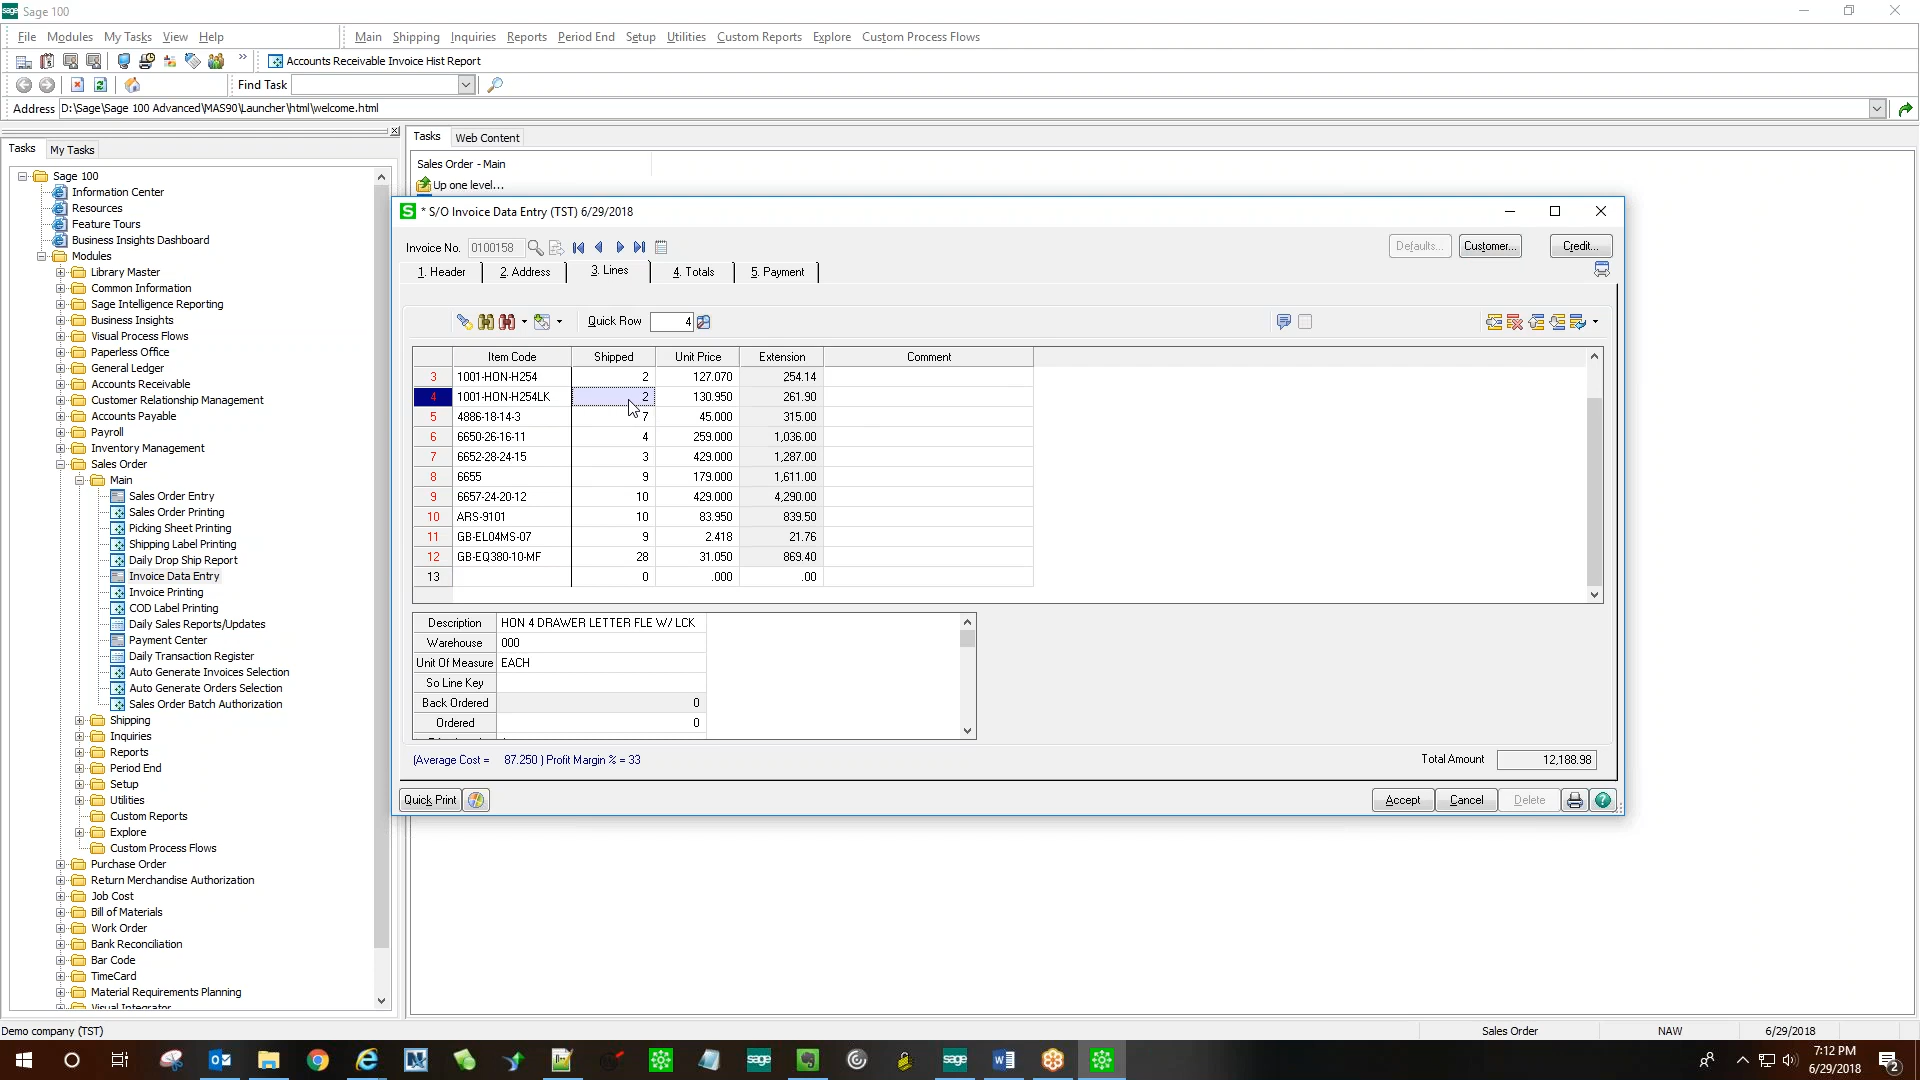 Sage 100
File Modules My Tasks View Help
Main Shipping Inquiries Reports Period End Setup Utilities Custom Reports Explore Custom Process Flows
Accounts Receivable Invoice Hist Report
Find Task
Address D:\Sage\Sage 100 Advanced\MAS90\Launcher\html\welcome.html
Tasks My Tasks
Sage 100
Information Center
Resources
Feature Tours
Business Insights Dashboard
Modules
Library Master
Common Information
Sage Intelligence Reporting
Business Insights
Visual Process Flows
Paperless Office
General Ledger
Accounts Receivable
Customer Relationship Management
Accounts Payable
Payroll
Inventory Management
Sales Order
Main
Sales Order Entry
Sales Order Printing
Picking Sheet Printing
Shipping Label Printing
Daily Drop Ship Report
Invoice Data Entry
Invoice Printing
COD Label Printing
Daily Sales Reports/Updates
Payment Center
Daily Transaction Register
Auto Generate Invoices Selection
Auto Generate Orders Selection
Sales Order Batch Authorization
Shipping
Inquiries
Reports
Period End
Setup
Utilities
Custom Reports
Explore
Custom Process Flows
Purchase Order
Return Merchandise Authorization
Job Cost
Bill of Materials
Work Order
Bank Reconciliation
Bar Code
TimeCard
Material Requirements Planning
Visual Integrator
Tasks Web Content
Sales Order - Main
Up one level...
* S/O Invoice Data Entry (TST) 6/29/2018
Invoice No. 0100158
Defaults... Customer... Credit...
1. Header 2. Address 3. Lines 4. Totals 5. Payment
Quick Row 4
Item Code Shipped Unit Price Extension Comment
3 1001-HON-H254 2 127.070 254.14
4 1001-HON-H254LK 2 130.950 261.90
5 4886-18-14-3 7 45.000 315.00
6 6650-26-16-11 4 259.000 1,036.00
7 6652-28-24-15 3 429.000 1,287.00
8 6655 9 179.000 1,611.00
9 6657-24-20-12 10 429.000 4,290.00
10 ARS-9101 10 83.950 839.50
11 GB-EL04MS-07 9 2.418 21.76
12 GB-EQ380-10-MF 28 31.050 869.40
13 0 .000 .00
Description HON 4 DRAWER LETTER FLE W/ LCK
Warehouse 000
Unit Of Measure EACH
So Line Key
Back Ordered 0
Ordered 0
(Average Cost = 87.250 ) Profit Margin % = 33
Total Amount 12,188.98
Quick Print
Accept Cancel Delete
Demo company (TST)
Sales Order NAW 6/29/2018
sage
sage
7:12 PM
6/29/2018
2